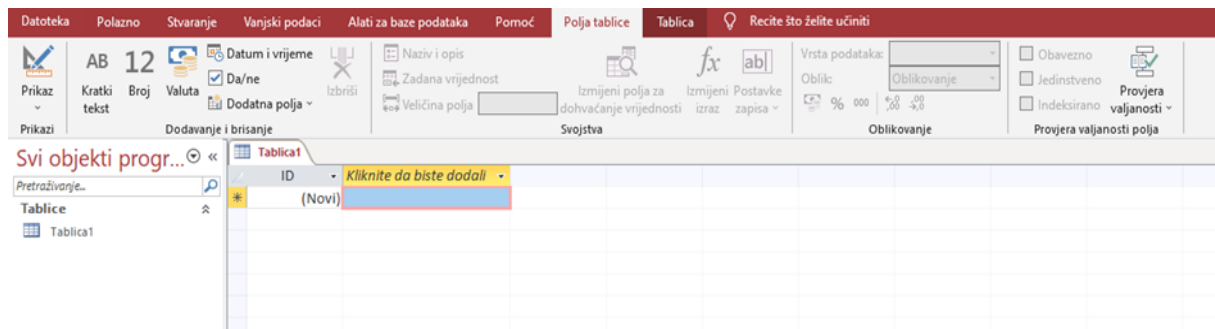 Datoteka Polazno Stvaranje Vanjski podaci Alati za baze podataka Pomoć Polja tablice Tablica Recite što želite učiniti
Prikaz
Prikazi
AB 12
Kratki tekst
Broj
Valuta
Datum i vrijeme
Da/ne
Dodatna polja
Izbriši
Dodavanje i brisanje
Naziv i opis
Zadana vrijednost
Veličina polja
Izmijeni polja za
dohvaćanje vrijednosti
fx
Izmijeni
izraz
ab
Postavke
zapisa
Svojstva
Vrsta podataka:
Oblik: Oblikovanje
% 000
Oblikovanje
Obavezno
Jedinstveno
Indeksirano
Provjera
valjanosti
Provjera valjanosti polja
Svi objekti progr...
Pretraživanje...
Tablice
Tablica1
Tablica1
ID Kliknite da biste dodali
(Novi)